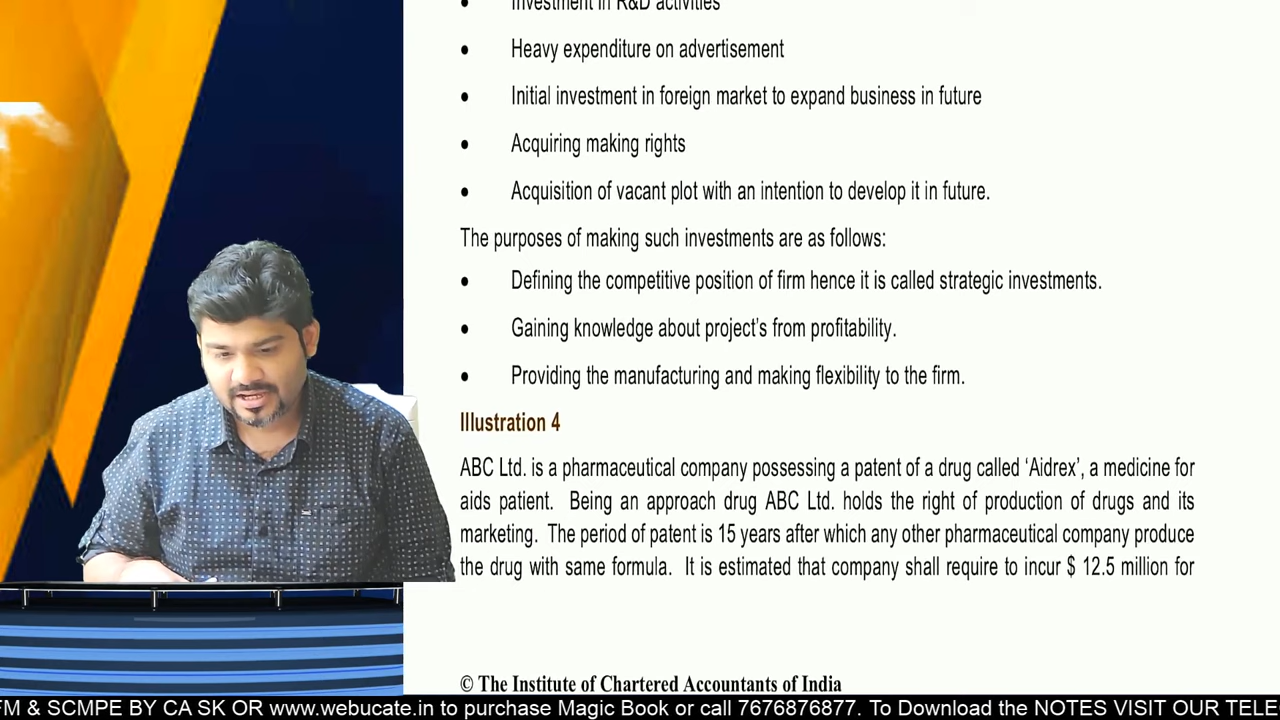 Investment in R&D activities
• Heavy expenditure on advertisement
• Initial investment in foreign market to expand business in future
• Acquiring making rights
• Acquisition of vacant plot with an intention to develop it in future.
The purposes of making such investments are as follows:
• Defining the competitive position of firm hence it is called strategic investments.
• Gaining knowledge about project's from profitability.
• Providing the manufacturing and making flexibility to the firm.
Illustration 4
ABC Ltd. is a pharmaceutical company possessing a patent of a drug called 'Aidrex', a medicine for
aids patient. Being an approach drug ABC Ltd. holds the right of production of drugs and its
marketing. The period of patent is 15 years after which any other pharmaceutical company produce
the drug with same formula. It is estimated that company shall require to incur $ 12.5 million for
© The Institute of Chartered Accountants of India
FM & SCMPE BY CA SK OR www.webucate.in to purchase Magic Book or call 7676876877. To Download the NOTES VISIT OUR TELE